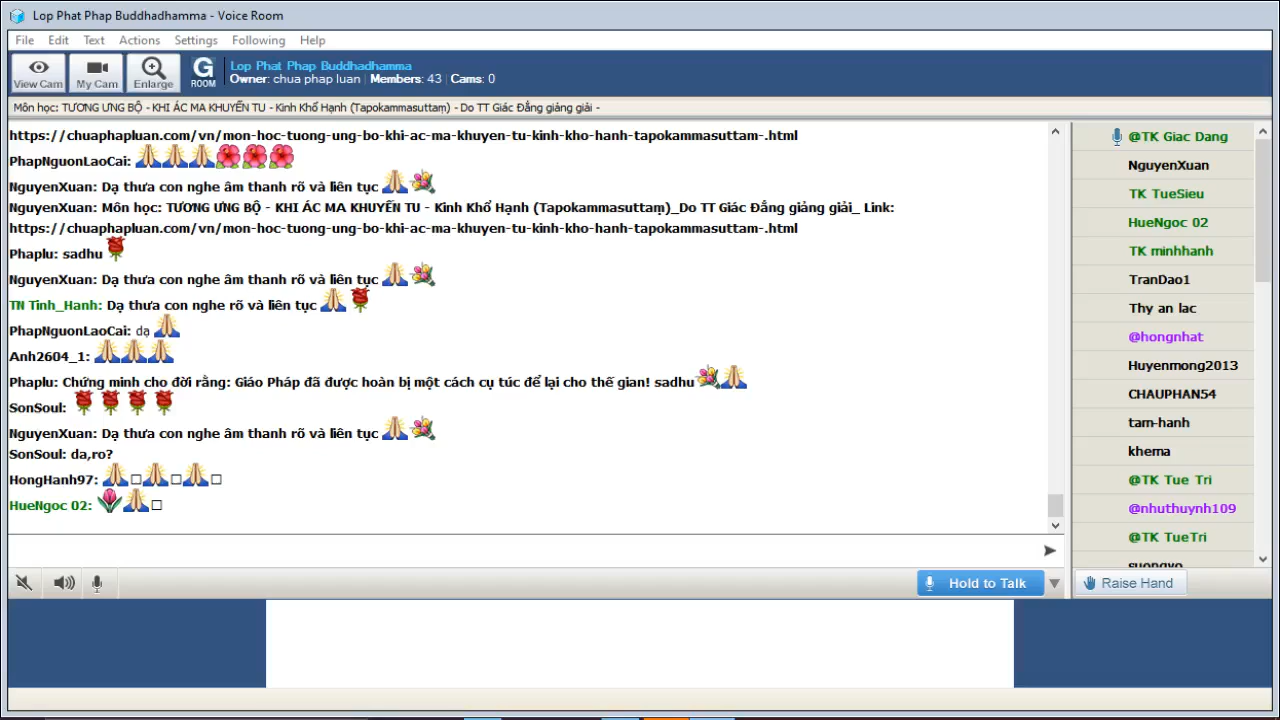 Lop Phat Phap Buddhadhamma - Voice Room
File Edit Text Actions Settings Following Help
View Cam My Cam Enlarge G ROOM
Lop Phat Phap Buddhadhamma
Owner: chua phap luan | Members: 43 | Cams: 0
Môn học: TƯƠNG ƯNG BỘ - KHI ÁC MA KHUYẾN TU - Kinh Khổ Hạnh (Tapokammasuttaṃ) - Do TT Giác Đẳng giảng giải -
https://chuaphapluan.com/vn/mon-hoc-tuong-ung-bo-khi-ac-ma-khuyen-tu-kinh-kho-hanh-tapokammasuttam-.html
PhapNguonLaoCai: 🙏🙏🙏🌺🌺🌺
NguyenXuan: Dạ thưa con nghe âm thanh rõ và liên tục 🙏💐
NguyenXuan: Môn học: TƯƠNG ƯNG BỘ - KHI ÁC MA KHUYẾN TU - Kinh Khổ Hạnh (Tapokammasuttaṃ)_Do TT Giác Đẳng giảng giải_ Link:
https://chuaphapluan.com/vn/mon-hoc-tuong-ung-bo-khi-ac-ma-khuyen-tu-kinh-kho-hanh-tapokammasuttam-.html
Phaplu: sadhu 🌹
NguyenXuan: Dạ thưa con nghe âm thanh rõ và liên tục 🙏💐
TN Tinh_Hanh: Dạ thưa con nghe rõ và liên tục 🙏🌹
PhapNguonLaoCai: dạ 🙏
Anh2604_1: 🙏🙏🙏
Phaplu: Chứng minh cho đời rằng: Giáo Pháp đã được hoàn bị một cách cụ túc để lại cho thế gian! sadhu 💐🙏
SonSoul: 🌹🌹🌹🌹
NguyenXuan: Dạ thưa con nghe âm thanh rõ và liên tục 🙏💐
SonSoul: da,ro?
HongHanh97: 🙏□🙏□🙏□
HueNgoc 02: 🌷🙏□
Hold to Talk
@TK Giac Dang
NguyenXuan
TK TueSieu
HueNgoc 02
TK minhhanh
TranDao1
Thy an lac
@hongnhat
Huyenmong2013
CHAUPHAN54
tam-hanh
khema
@TK Tue Tri
@nhuthuynh109
@TK TueTri
Raise Hand